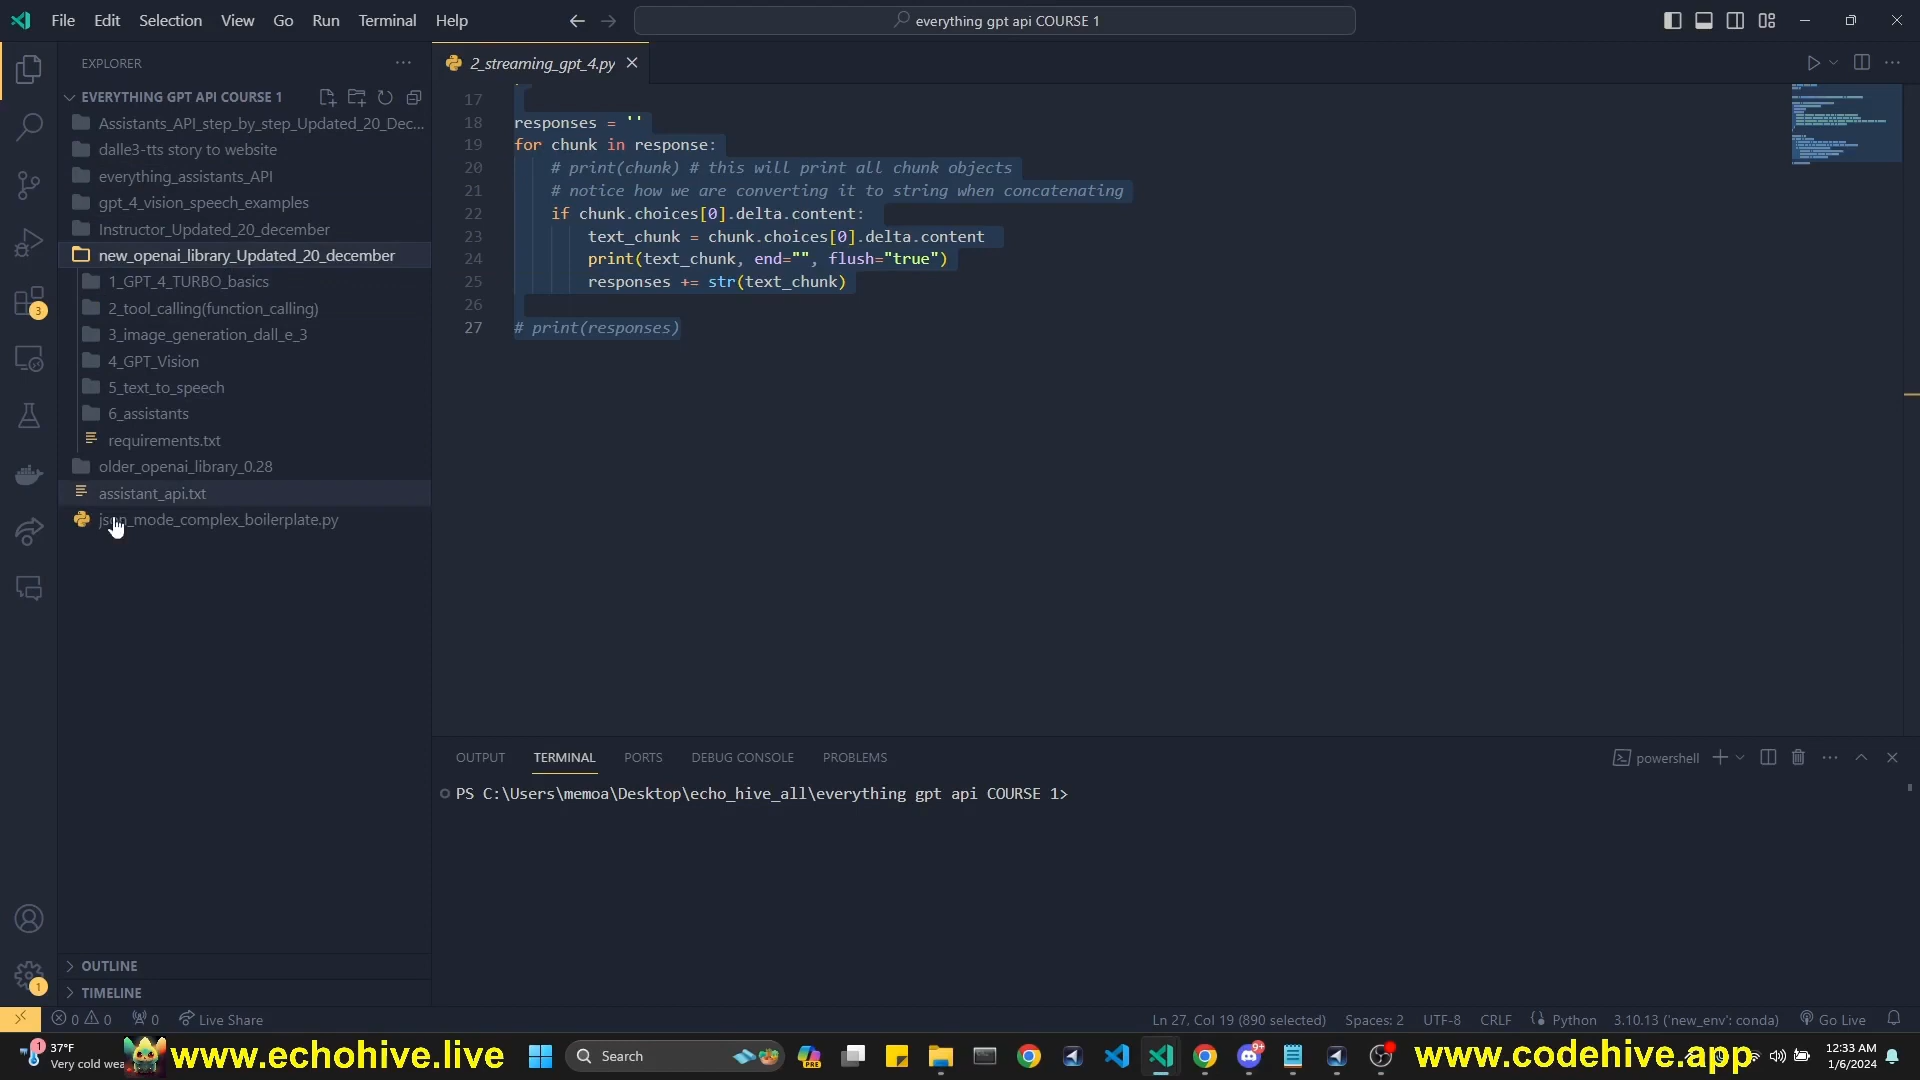 File Edit Selection View Go Run Terminal Help
everything gpt api COURSE 1
EXPLORER
EVERYTHING GPT API COURSE 1
Assistants_API_step_by_step_Updated_20_Dec...
dalle3-tts story to website
everything_assistants_API
gpt_4_vision_speech_examples
Instructor_Updated_20_december
new_openai_library_Updated_20_december
1_GPT_4_TURBO_basics
2_tool_calling(function_calling)
3_image_generation_dall_e_3
4_GPT_Vision
5_text_to_speech
6_assistants
requirements.txt
older_openai_library_0.28
assistant_api.txt
json_mode_complex_boilerplate.py
OUTLINE
TIMELINE
3
1
2_streaming_gpt_4.py
17
18 responses = ''
19 for chunk in response:
20 # print(chunk) # this will print all chunk objects
21 # notice how we are converting it to string when concatenating
22 if chunk.choices[0].delta.content:
23 text_chunk = chunk.choices[0].delta.content
24 print(text_chunk, end="", flush="true")
25 responses += str(text_chunk)
26
27 # print(responses)
OUTPUT TERMINAL PORTS DEBUG CONSOLE PROBLEMS
powershell
PS C:\Users\memoa\Desktop\echo_hive_all\everything gpt api COURSE 1>
0 0 0 Live Share
Ln 27, Col 19 (890 selected) Spaces: 2 UTF-8 CRLF Python 3.10.13 ('new_env': conda) Go Live
1 37°F
Very cold wea
www.echohive.live
Search
PRE
9+
www.codehive.app
12:33 AM
1/6/2024